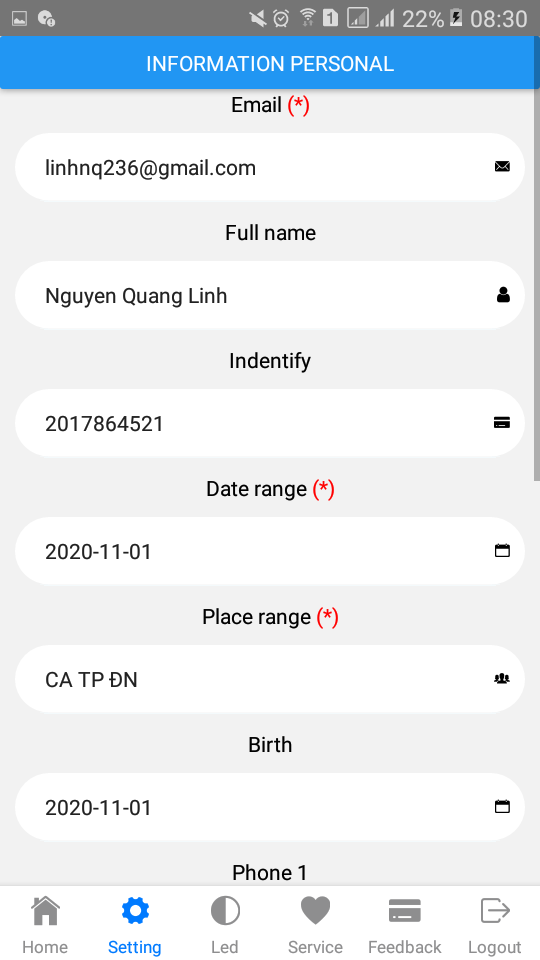 1 22% 08:30
INFORMATION PERSONAL
Email (*)
linhnq236@gmail.com
Full name
Nguyen Quang Linh
Indentify
2017864521
Date range (*)
2020-11-01
Place range (*)
CA TP ĐN
Birth
2020-11-01
Phone 1
Home Setting Led Service Feedback Logout